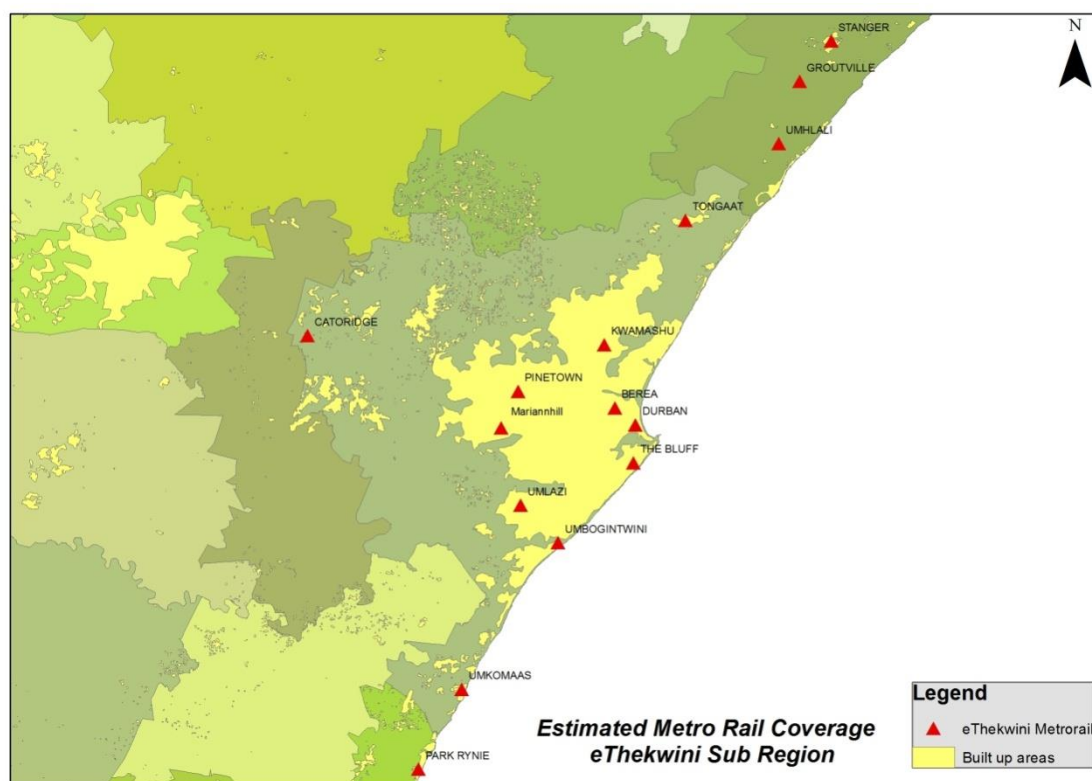 N
STANGER
GROUTVILLE
UMHLALI
TONGAAT
CATORIDGE
KWAMASHU
PINETOWN
BEREA
Mariannhill
DURBAN
THE BLUFF
UMLAZI
UMBOGINTWINI
UMKOMAAS
PARK RYNIE
Estimated Metro Rail Coverage
eThekwini Sub Region
Legend
eThekwini Metrorail
Built up areas